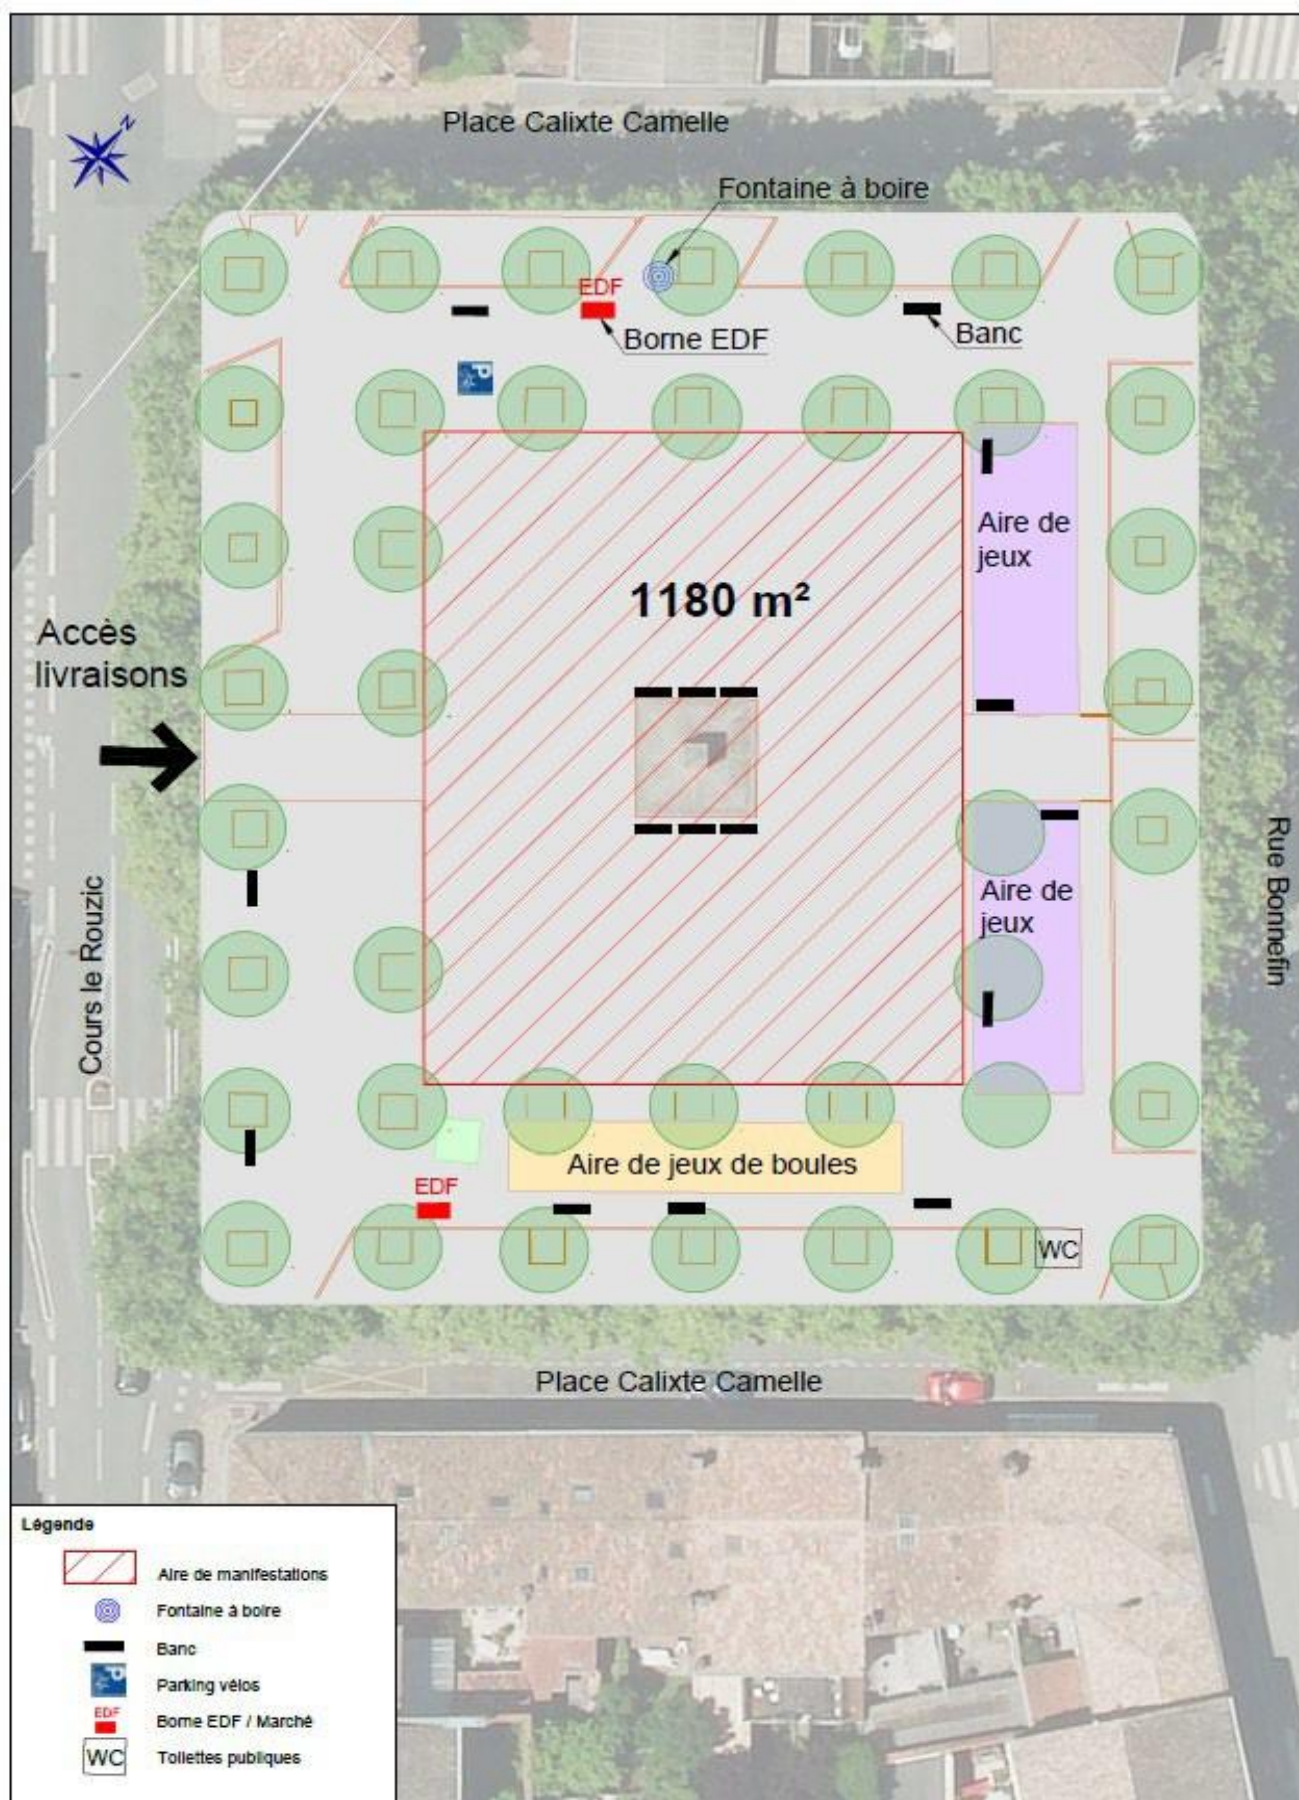 N
Place Calixte Camelle
Fontaine à boire
EDF
Borne EDF
Banc
P
Aire de
jeux
1180 m²
Accès
livraisons
Aire de
jeux
Rue Bonnefin
Cours le Rouzic
Aire de jeux de boules
EDF
WC
Place Calixte Camelle
Légende
Aire de manifestations
Fontaine à boire
Banc
P
Parking vélos
EDF
Borne EDF / Marché
WC
Toilettes publiques